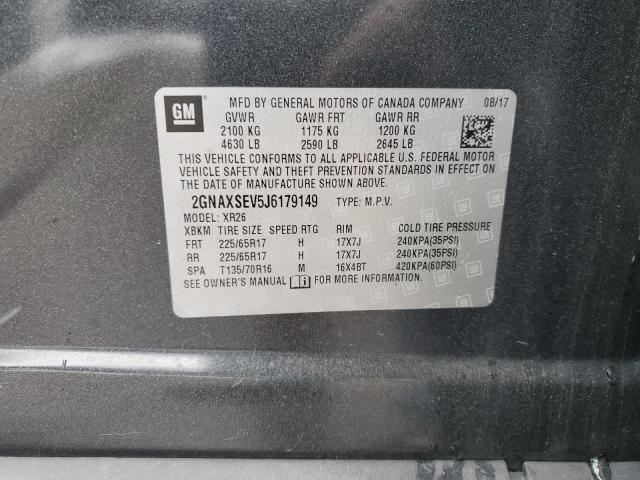 GM
MFD BY GENERAL MOTORS OF CANADA COMPANY 08/17
GVWR GAWR FRT GAWR RR
2100 KG 1175 KG 1200 KG
4630 LB 2590 LB 2645 LB
THIS VEHICLE CONFORMS TO ALL APPLICABLE U.S. FEDERAL MOTOR
VEHICLE SAFETY AND THEFT PREVENTION STANDARDS IN EFFECT ON
THE DATE OF MANUFACTURE SHOWN ABOVE.
2GNAXSEV5J6179149 TYPE: M.P.V.
MODEL: XR26
XBKM TIRE SIZE SPEED RTG RIM COLD TIRE PRESSURE
FRT 225/65R17 H 17X7J 240KPA(35PSI)
RR 225/65R17 H 17X7J 240KPA(35PSI)
SPA T135/70R16 M 16X4BT 420KPA(60PSI)
SEE OWNER'S MANUAL FOR MORE INFORMATION.